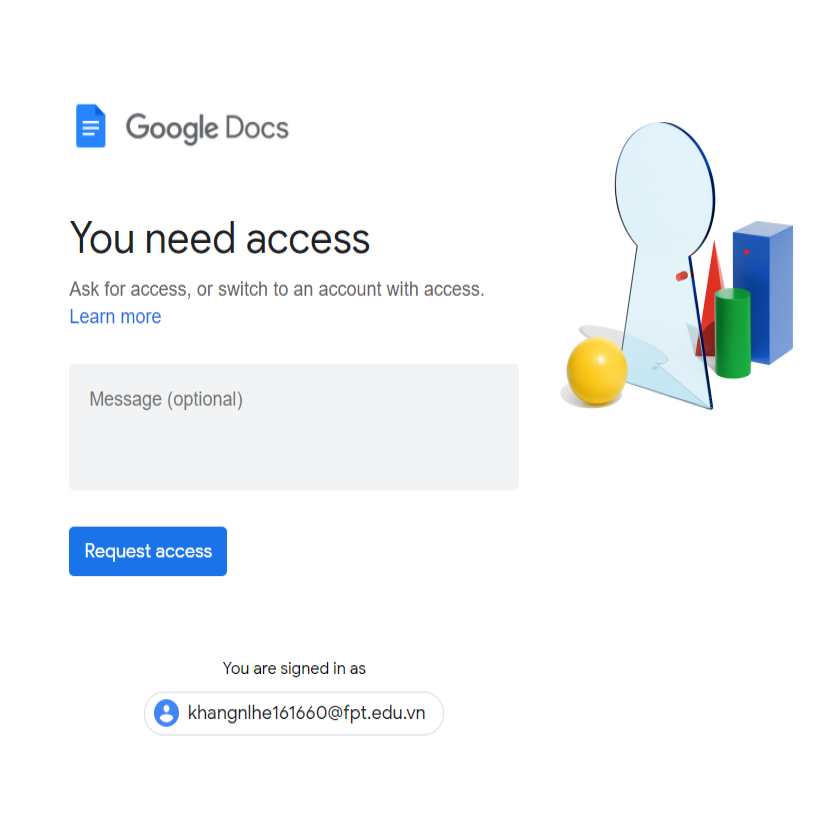 Google Docs
You need access
Ask for access, or switch to an account with access.
Learn more
Message (optional)
Request access
You are signed in as
khangnlhe161660@fpt.edu.vn